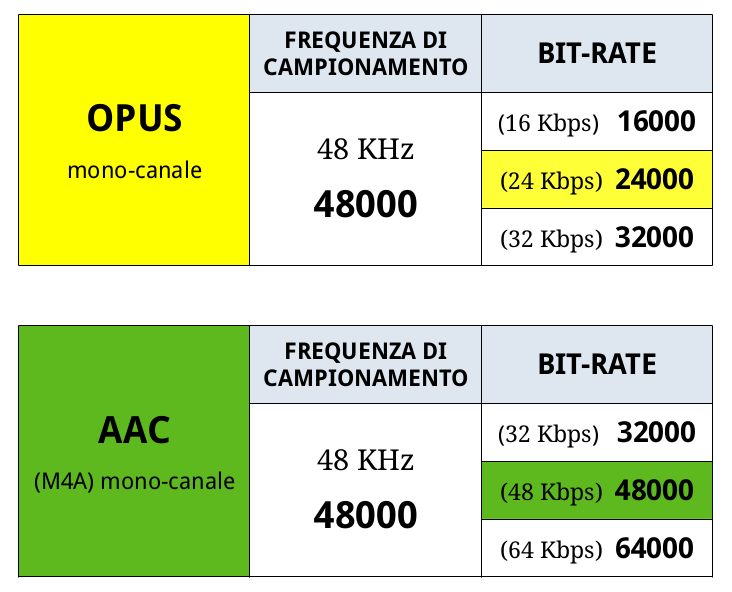 OPUS
mono-canale
FREQUENZA DI
CAMPIONAMENTO
48 KHz
48000
BIT-RATE
(16 Kbps) 16000
(24 Kbps) 24000
(32 Kbps) 32000
AAC
(M4A) mono-canale
FREQUENZA DI
CAMPIONAMENTO
48 KHz
48000
BIT-RATE
(32 Kbps) 32000
(48 Kbps) 48000
(64 Kbps) 64000